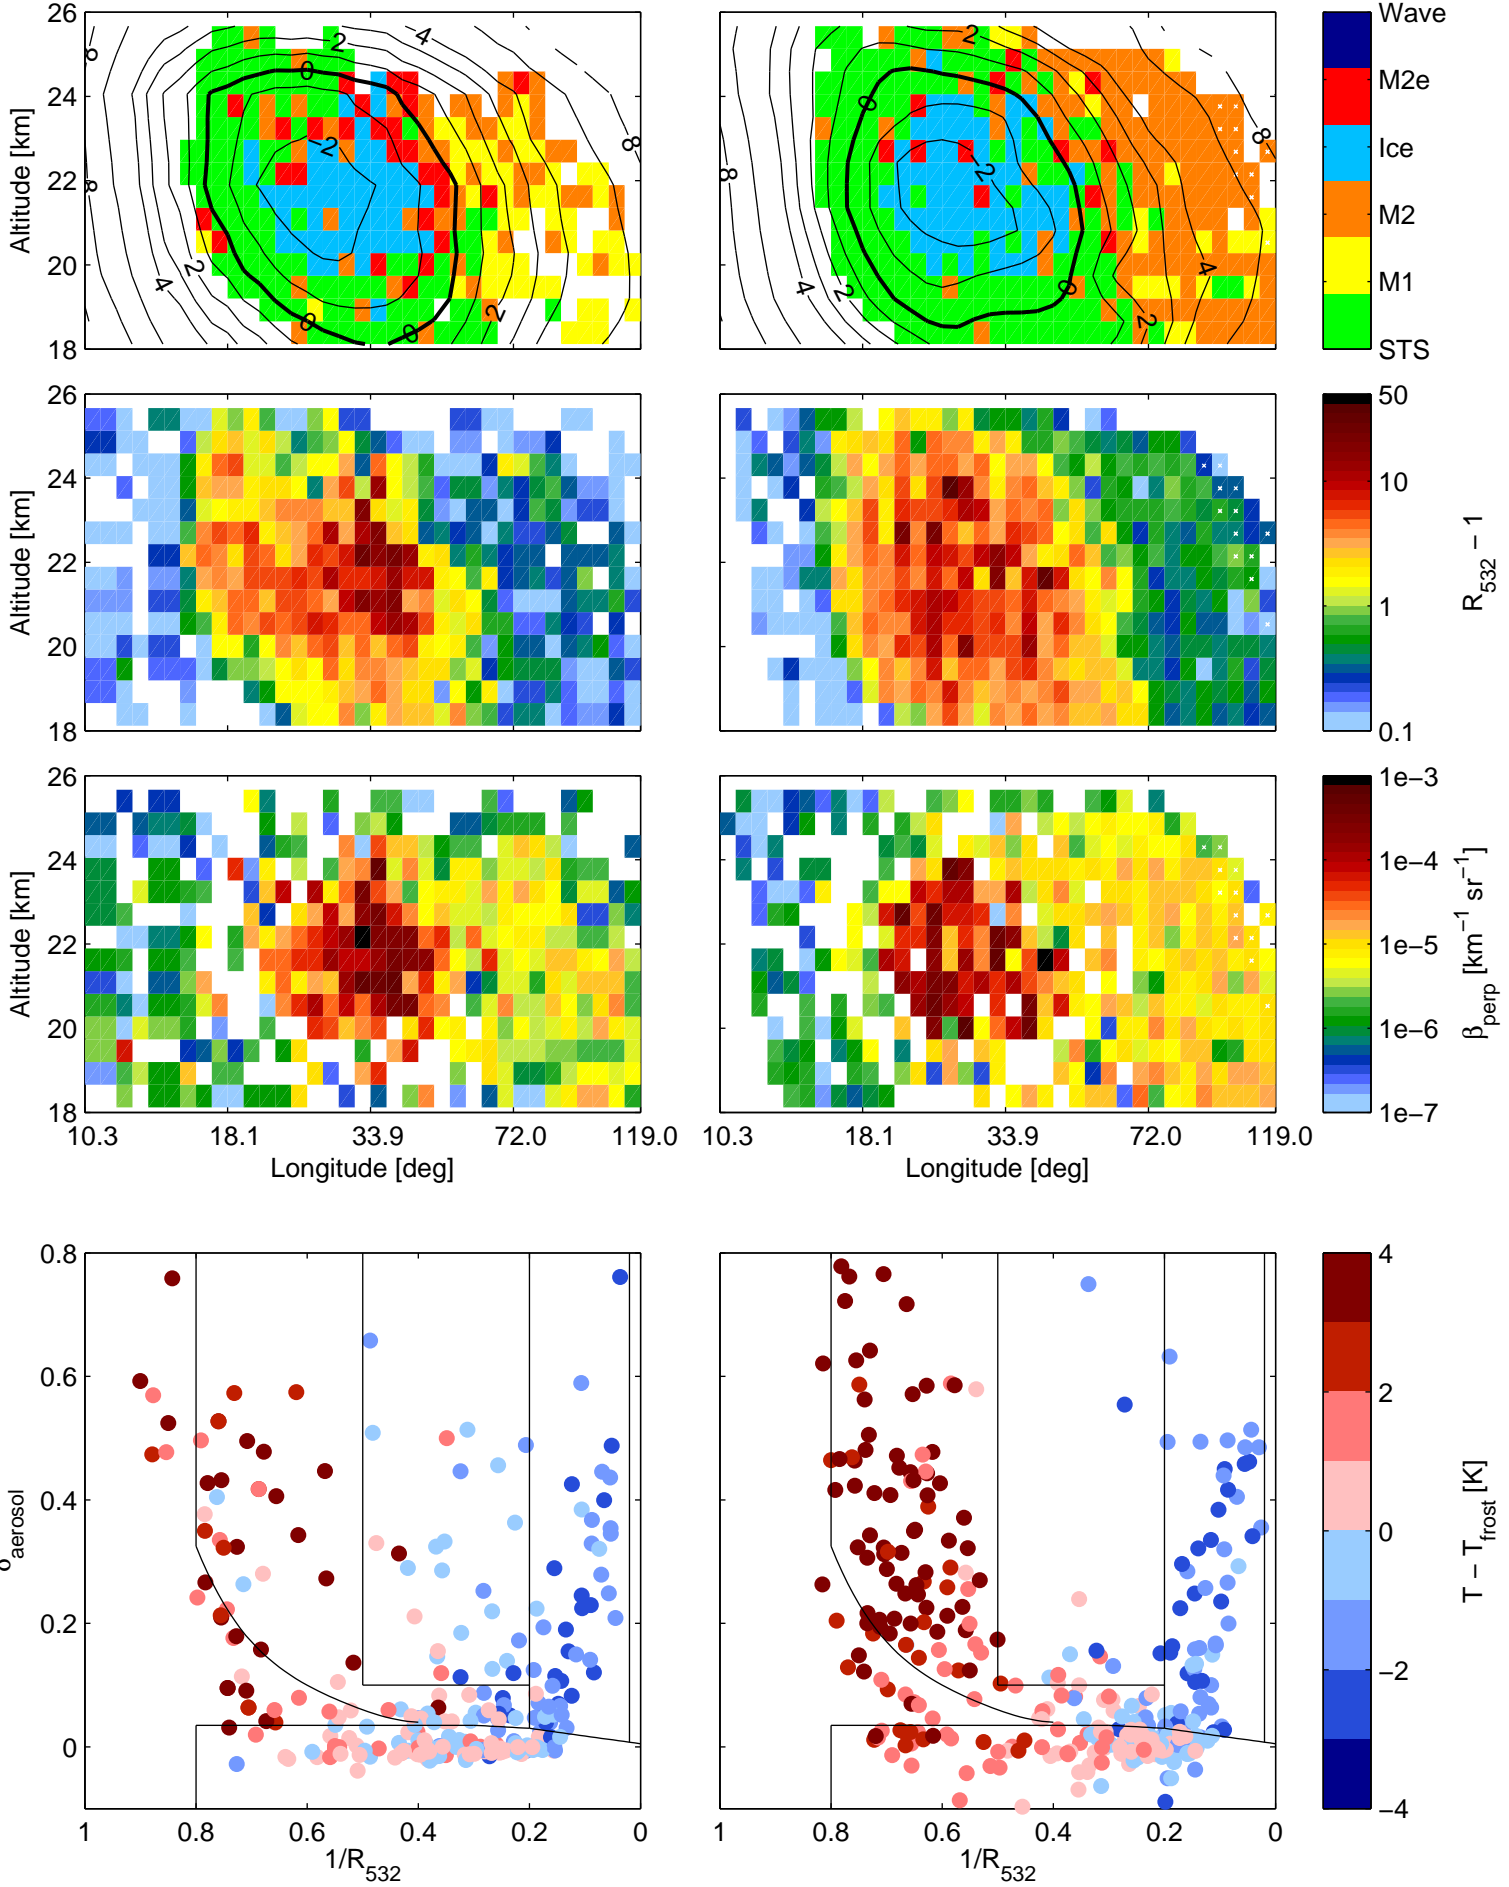 26
24
22
20
18
Altitude [km]
8
8
4
2
0
−2
2
4
0
0
2
4
8
2
0
−2
8
8
4
2
0
2
4
Wave
M2e
Ice
M2
M1
STS
26
24
22
20
18
Altitude [km]
50
10
1
0.1
R532 − 1
26
24
22
20
18
Altitude [km]
10.3 18.1 33.9 72.0 119.0
Longitude [deg]
10.3 18.1 33.9 72.0 119.0
Longitude [deg]
1e−3
1e−4
1e−5
1e−6
1e−7
βperp [km−1 sr−1]
0.8
0.6
0.4
0.2
0
aerosol
1 0.8 0.6 0.4 0.2 0
1/R532
1 0.8 0.6 0.4 0.2 0
1/R532
4
2
0
−2
−4
T − Tfrost [K]